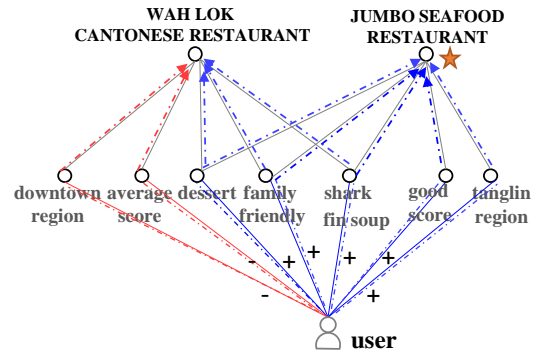 WAH LOK
CANTONESE RESTAURANT
JUMBO SEAFOOD
RESTAURANT
downtown
region
average
score
dessert
family
friendly
shark
fin soup
good
score
tanglin
region
- + + + +
- +
user